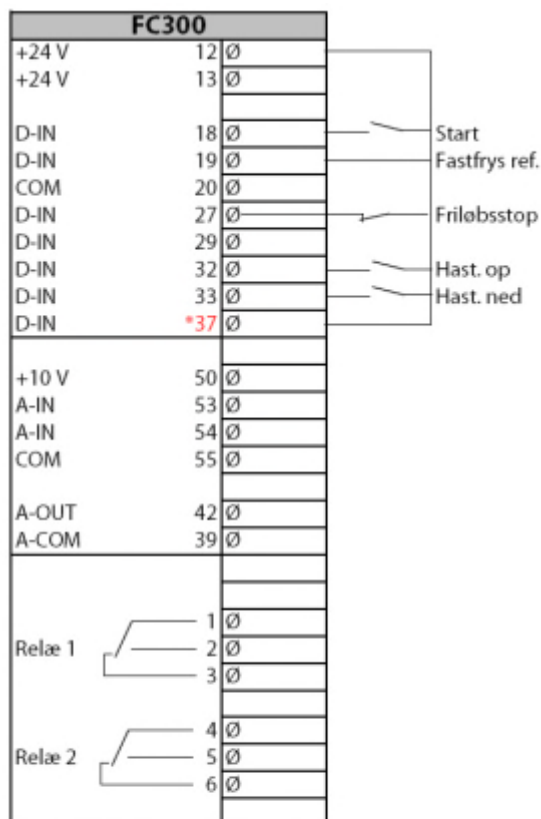 FC300
+24 V 12 Ø
+24 V 13 Ø
D-IN 18 Ø Start
D-IN 19 Ø Fastfrys ref.
COM 20 Ø
D-IN 27 Ø Friløbsstop
D-IN 29 Ø
D-IN 32 Ø Hast. op
D-IN 33 Ø Hast. ned
D-IN *37 Ø
+10 V 50 Ø
A-IN 53 Ø
A-IN 54 Ø
COM 55 Ø
A-OUT 42 Ø
A-COM 39 Ø
1 Ø
Relæ 1 2 Ø
3 Ø
4 Ø
Relæ 2 5 Ø
6 Ø